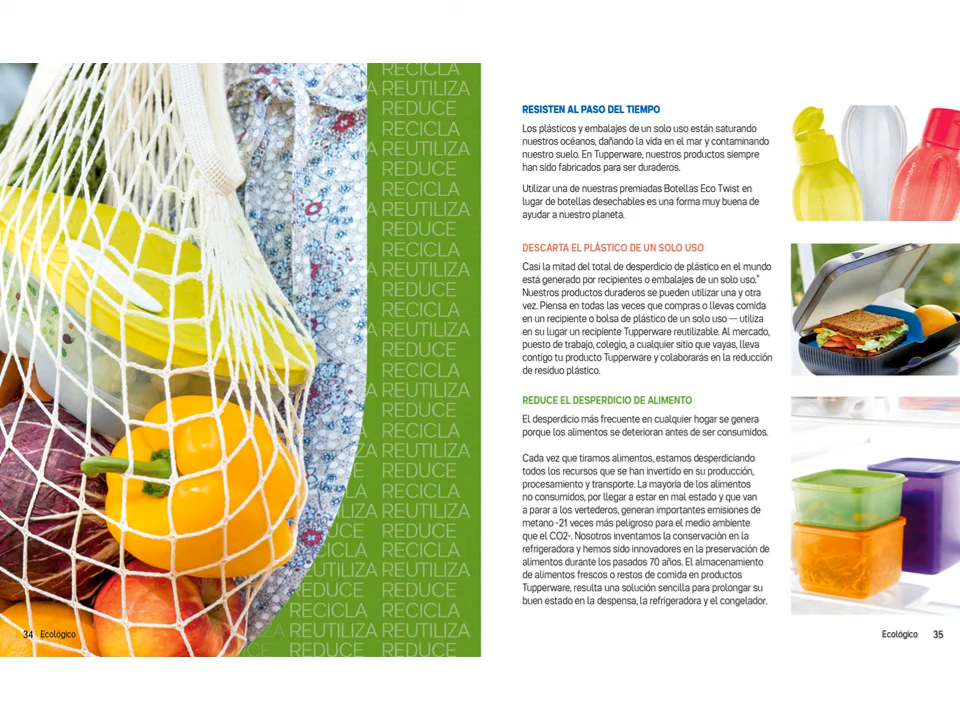 RECICLA
A REUTILIZA
REDUCE
RECICLA
A REUTILIZA
REDUCE
RECICLA
A REUTILIZA
REDUCE
RECICLA
A REUTILIZA
REDUCE
RECICLA
A REUTILIZA
REDUCE
RECICLA
A REUTILIZA
REDUCE
A RECICLA
ZA REUTILIZA
E REDUCE
LA RECICLA
ILIZA REUTILIZA
UCE REDUCE
CICLA RECICLA
EUTILIZA REUTILIZA
REDUCE REDUCE
RECICLA RECICLA
ZA REUTILIZA REUTILIZA
CE REDUCE REDUCE
34 Ecológico
RESISTEN AL PASO DEL TIEMPO
Los plásticos y embalajes de un solo uso están saturando
nuestros océanos, dañando la vida en el mar y contaminando
nuestro suelo. En Tupperware, nuestros productos siempre
han sido fabricados para ser duraderos.
Utilizar una de nuestras premiadas Botellas Eco Twist en
lugar de botellas desechables es una forma muy buena de
ayudar a nuestro planeta.
DESCARTA EL PLÁSTICO DE UN SOLO USO
Casi la mitad del total de desperdicio de plástico en el mundo
está generado por recipientes o embalajes de un solo uso.*
Nuestros productos duraderos se pueden utilizar una y otra
vez. Piensa en todas las veces que compras o llevas comida
en un recipiente o bolsa de plástico de un solo uso — utiliza
en su lugar un recipiente Tupperware reutilizable. Al mercado,
puesto de trabajo, colegio, a cualquier sitio que vayas, lleva
contigo tu producto Tupperware y colaborarás en la reducción
de residuo plástico.
REDUCE EL DESPERDICIO DE ALIMENTO
El desperdicio más frecuente en cualquier hogar se genera
porque los alimentos se deterioran antes de ser consumidos.
Cada vez que tiramos alimentos, estamos desperdiciando
todos los recursos que se han invertido en su producción,
procesamiento y transporte. La mayoría de los alimentos
no consumidos, por llegar a estar en mal estado y que van
a parar a los vertederos, generan importantes emisiones de
metano -21 veces más peligroso para el medio ambiente
que el CO2-. Nosotros inventamos la conservación en la
refrigeradora y hemos sido innovadores en la preservación de
alimentos durante los pasados 70 años. El almacenamiento
de alimentos frescos o restos de comida en productos
Tupperware, resulta una solución sencilla para prolongar su
buen estado en la despensa, la refrigeradora y el congelador.
Ecológico 35